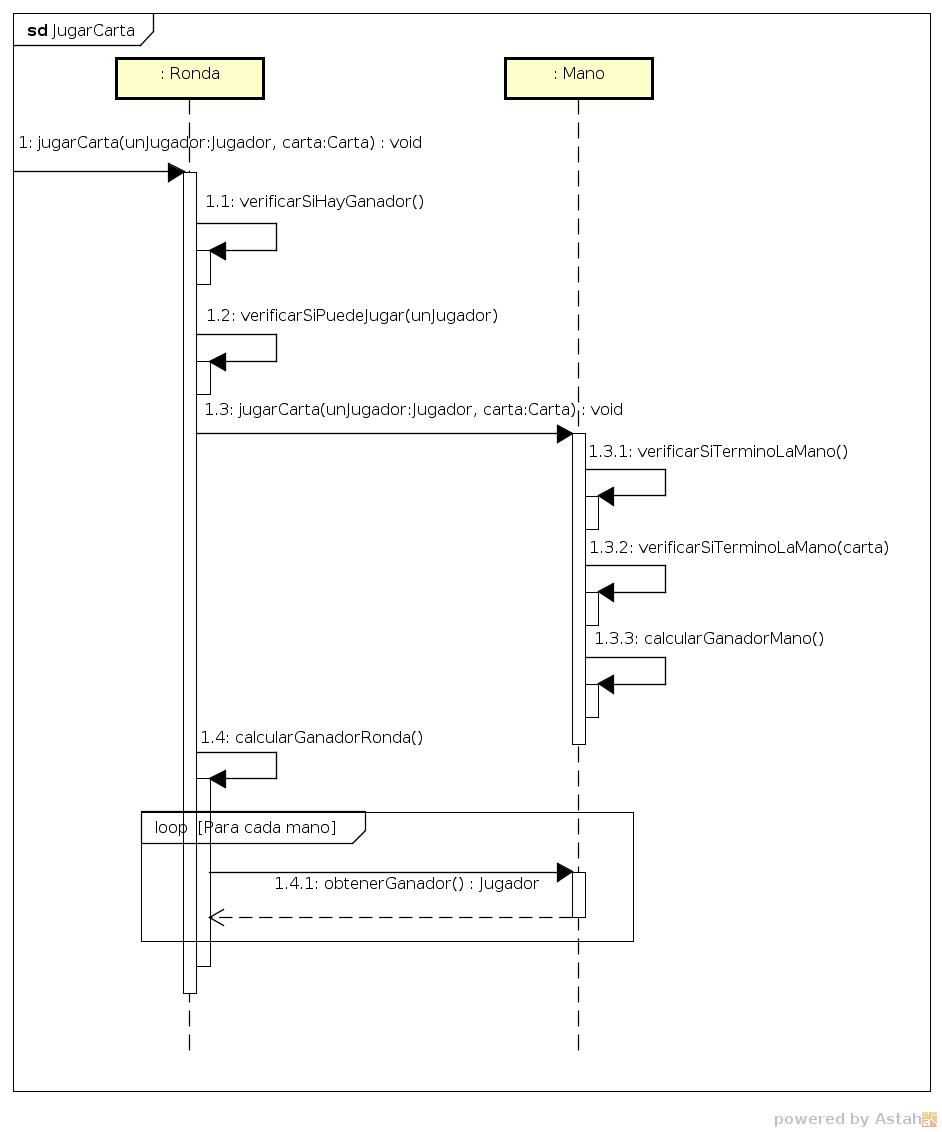 sd JugarCarta
: Ronda
: Mano
1: jugarCarta(unJugador:Jugador, carta:Carta) : void
1.1: verificarSiHayGanador()
1.2: verificarSiPuedeJugar(unJugador)
1.3: jugarCarta(unJugador:Jugador, carta:Carta) : void
1.3.1: verificarSiTerminoLaMano()
1.3.2: verificarSiTerminoLaMano(carta)
1.3.3: calcularGanadorMano()
1.4: calcularGanadorRonda()
loop [Para cada mano]
1.4.1: obtenerGanador() : Jugador
powered by Astah